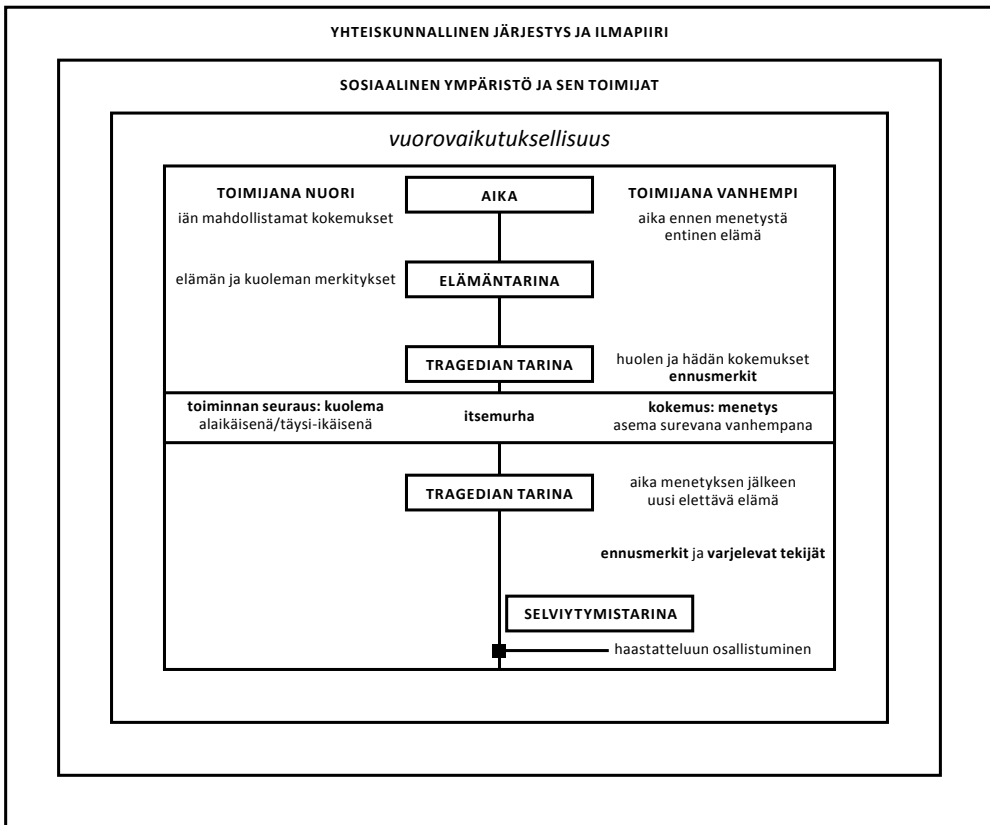 YHTEISKUNNALLINEN JÄRJESTYS JA ILMAPIIRI
SOSIAALINEN YMPÄRISTÖ JA SEN TOIMIJAT
vuorovaikutuksellisuus
TOIMIJANA NUORI
iän mahdollistamat kokemukset
AIKA
TOIMIJANA VANHEMPI
aika ennen menetystä
entinen elämä
elämän ja kuoleman merkitykset
ELÄMÄNTARINA
TRAGEDIAN TARINA
huolen ja hädän kokemukset
ennusmerkit
toiminnan seuraus: kuolema
alaikäisenä/täysi-ikäisenä
itsemurha
kokemus: menetys
asema surevana vanhempana
TRAGEDIAN TARINA
aika menetyksen jälkeen
uusi elettävä elämä
ennusmerkit ja varjelevat tekijät
SELVIYTYMISTARINA
haastatteluun osallistuminen